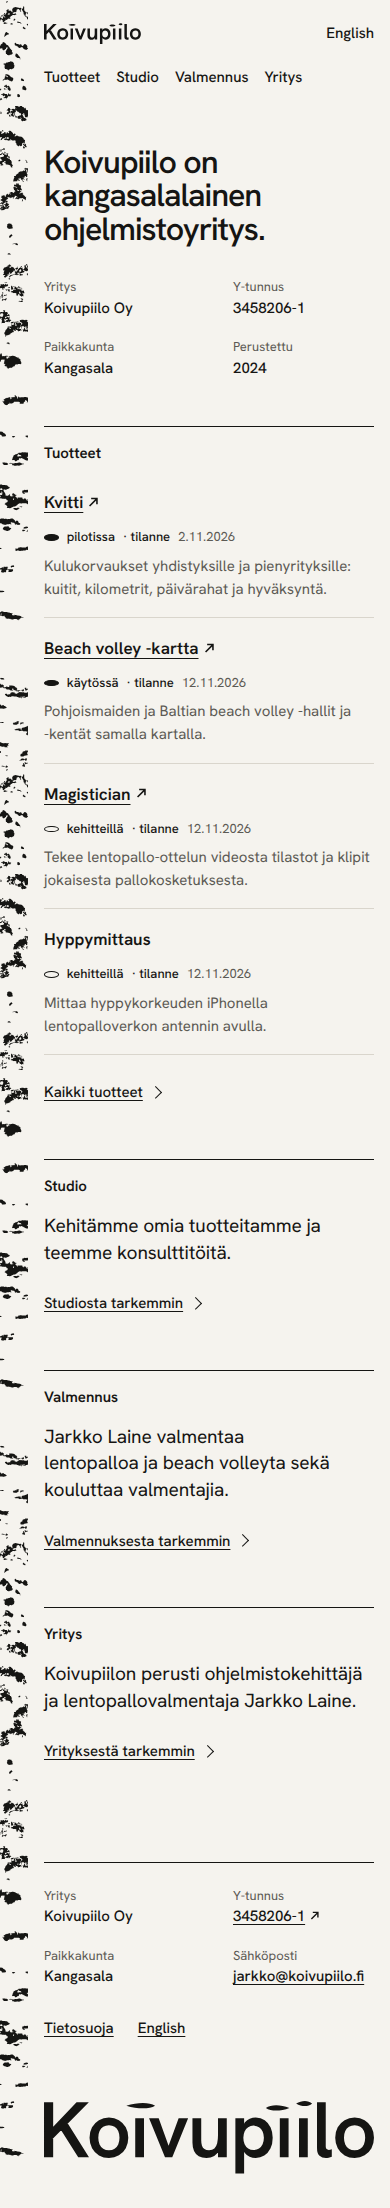 Koivupiilo English
Tuotteet Studio Valmennus Yritys
Koivupiilo on
kangasalalainen
ohjelmistoyritys.
Yritys Y-tunnus
Koivupiilo Oy 3458206-1
Paikkakunta Perustettu
Kangasala 2024
Tuotteet
Kvitti ↗
pilotissa · tilanne 2.11.2026
Kulukorvaukset yhdistyksille ja pienyrityksille:
kuitit, kilometrit, päivärahat ja hyväksyntä.
Beach volley -kartta ↗
käytössä · tilanne 12.11.2026
Pohjoismaiden ja Baltian beach volley -hallit ja
-kentät samalla kartalla.
Magistician ↗
kehitteillä · tilanne 12.11.2026
Tekee lentopallo-ottelun videosta tilastot ja klipit
jokaisesta pallokosketuksesta.
Hyppymittaus
kehitteillä · tilanne 12.11.2026
Mittaa hyppykorkeuden iPhonella
lentopalloverkon antennin avulla.
Kaikki tuotteet
Studio
Kehitämme omia tuotteitamme ja
teemme konsulttitöitä.
Studiosta tarkemmin
Valmennus
Jarkko Laine valmentaa
lentopalloa ja beach volleyta sekä
kouluttaa valmentajia.
Valmennuksesta tarkemmin
Yritys
Koivupiilon perusti ohjelmistokehittäjä
ja lentopallovalmentaja Jarkko Laine.
Yrityksestä tarkemmin
Yritys Y-tunnus
Koivupiilo Oy 3458206-1 ↗
Paikkakunta Sähköposti
Kangasala jarkko@koivupiilo.fi
Tietosuoja English
Koivupiilo